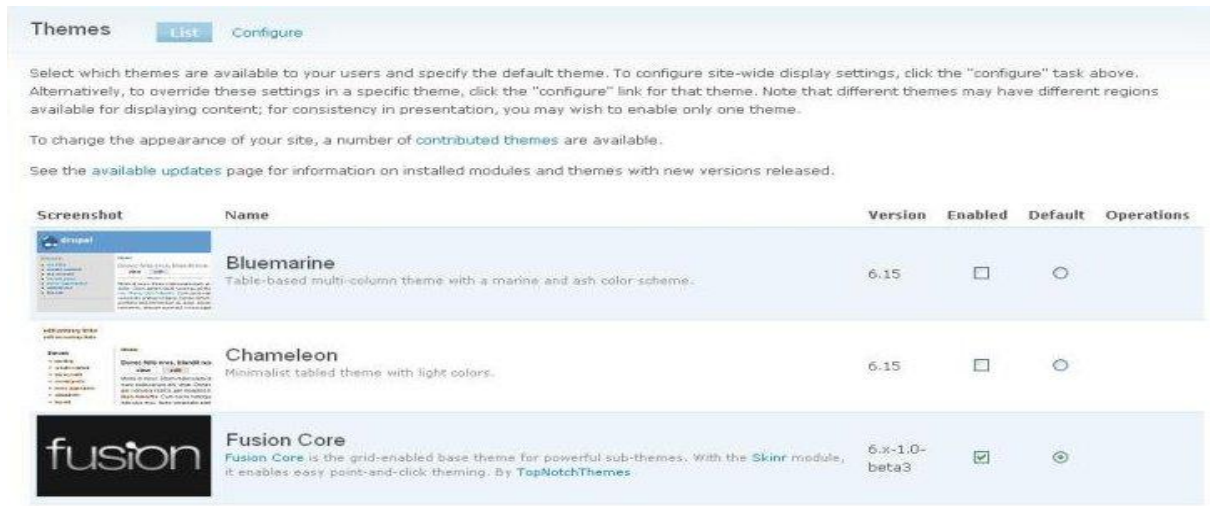 Themes List Configure
Select which themes are available to your users and specify the default theme. To configure site-wide display settings, click the "configure" task above.
Alternatively, to override these settings in a specific theme, click the "configure" link for that theme. Note that different themes may have different regions
available for displaying content; for consistency in presentation, you may wish to enable only one theme.
To change the appearance of your site, a number of contributed themes are available.
See the available updates page for information on installed modules and themes with new versions released.
Screenshot Name Version Enabled Default Operations
drupal
Bluemarine
Table-based multi-column theme with a marine and ash color scheme.
6.15
Chameleon
Minimalist tabled theme with light colors.
6.15
fusion
Fusion Core
Fusion Core is the grid-enabled base theme for powerful sub-themes. With the Skinr module,
it enables easy point-and-click theming. By TopNotchThemes
6.x-1.0-
beta3